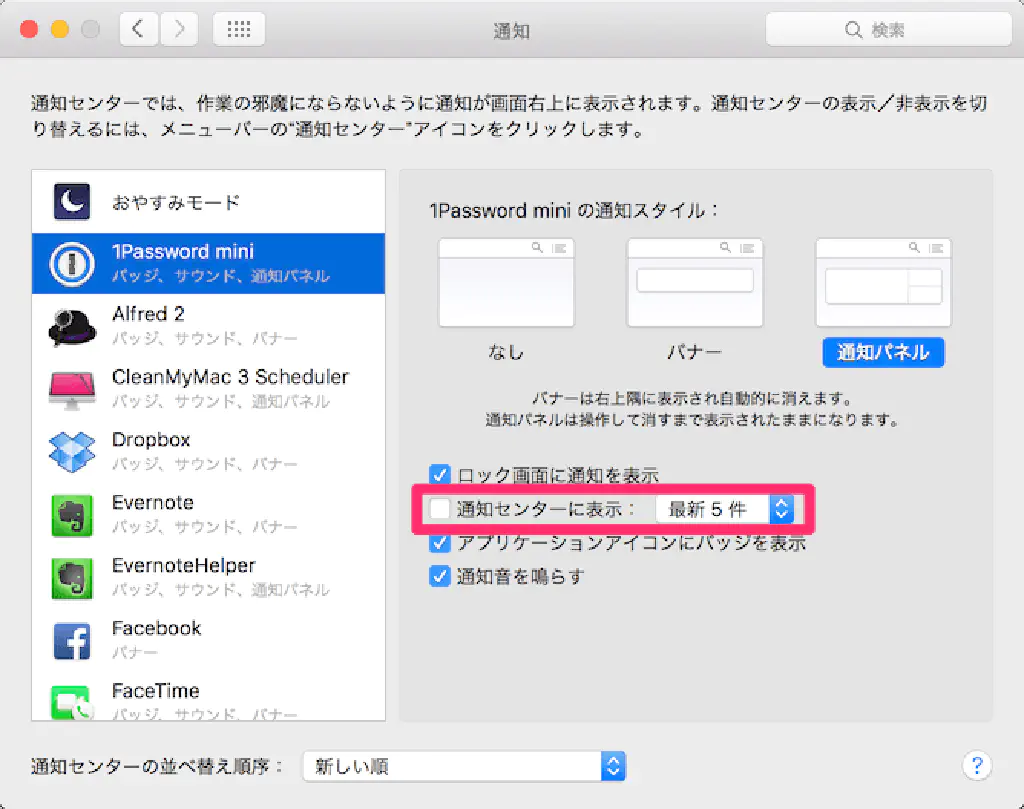 通知
検索
通知センターでは、作業の邪魔にならないように通知が画面右上に表示されます。通知センターの表示／非表示を切
り替えるには、メニューバーの“通知センター”アイコンをクリックします。
おやすみモード
1Password mini
バッジ、サウンド、通知パネル
Alfred 2
バッジ、サウンド、バナー
CleanMyMac 3 Scheduler
バッジ、サウンド、通知パネル
Dropbox
バッジ、サウンド、バナー
Evernote
バッジ、サウンド、バナー
EvernoteHelper
バッジ、サウンド、通知パネル
Facebook
バナー
FaceTime
バッジ、サウンド、バナー
1Password mini の通知スタイル：
なし
バナー
通知パネル
バナーは右上隅に表示され自動的に消えます。
通知パネルは操作して消すまで表示されたままになります。
ロック画面に通知を表示
通知センターに表示： 最新 5 件
アプリケーションアイコンにバッジを表示
通知音を鳴らす
通知センターの並べ替え順序： 新しい順
?